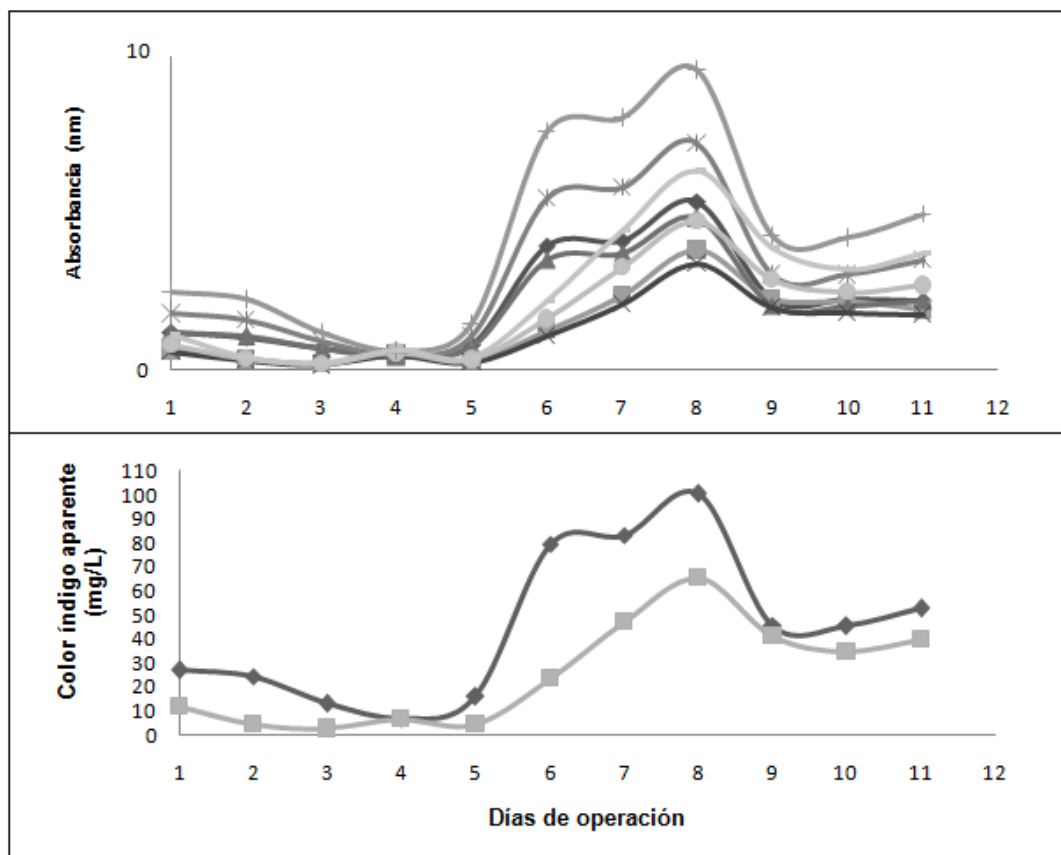 10
Absorbancia (nm)
0
1 2 3 4 5 6 7 8 9 10 11 12
110
100
90
80
70
60
50
40
30
20
10
0
Color índigo aparente
(mg/L)
1 2 3 4 5 6 7 8 9 10 11 12
Días de operación